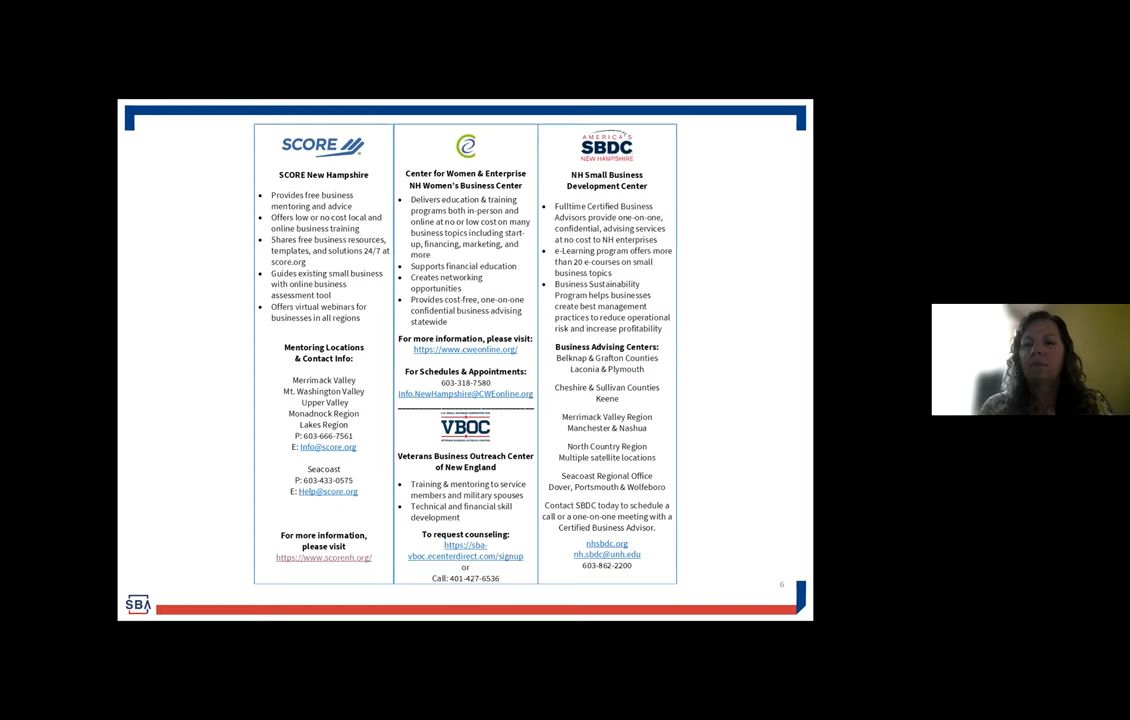 SCORE
SCORE New Hampshire
• Provides free business
mentoring and advice
• Offers low or no cost local and
online business training
• Shares free business resources,
templates, and solutions 24/7 at
score.org
• Guides existing small business
with online business
assessment tool
• Offers virtual webinars for
businesses in all regions
Mentoring Locations
& Contact Info:
Merrimack Valley
Mt. Washington Valley
Upper Valley
Monadnock Region
Lakes Region
P: 603-666-7561
E: Info@score.org
Seacoast
P: 603-433-0575
E: Help@score.org
For more information,
please visit
https://www.scorenh.org/
Center for Women & Enterprise
NH Women's Business Center
• Delivers education & training
programs both in-person and
online at no or low cost on many
business topics including start-
up, financing, marketing, and
more
• Supports financial education
• Creates networking
opportunities
• Provides cost-free, one-on-one
confidential business advising
statewide
For more information, please visit:
https://www.cweonline.org/
For Schedules & Appointments:
603-318-7580
Info.NewHampshire@CWEonline.org
VBOC
Veterans Business Outreach Center
of New England
• Training & mentoring to service
members and military spouses
• Technical and financial skill
development
To request counseling:
https://sba-
vboc.ecenterdirect.com/signup
or
Call: 401-427-6536
AMERICA'S
SBDC
NEW HAMPSHIRE
NH Small Business
Development Center
• Fulltime Certified Business
Advisors provide one-on-one,
confidential, advising services
at no cost to NH enterprises
• e-Learning program offers more
than 20 e-courses on small
business topics
• Business Sustainability
Program helps businesses
create best management
practices to reduce operational
risk and increase profitability
Business Advising Centers:
Belknap & Grafton Counties
Laconia & Plymouth
Cheshire & Sullivan Counties
Keene
Merrimack Valley Region
Manchester & Nashua
North Country Region
Multiple satellite locations
Seacoast Regional Office
Dover, Portsmouth & Wolfeboro
Contact SBDC today to schedule a
call or a one-on-one meeting with a
Certified Business Advisor.
nhsbdc.org
nh.sbdc@unh.edu
603-862-2200
6
SBA